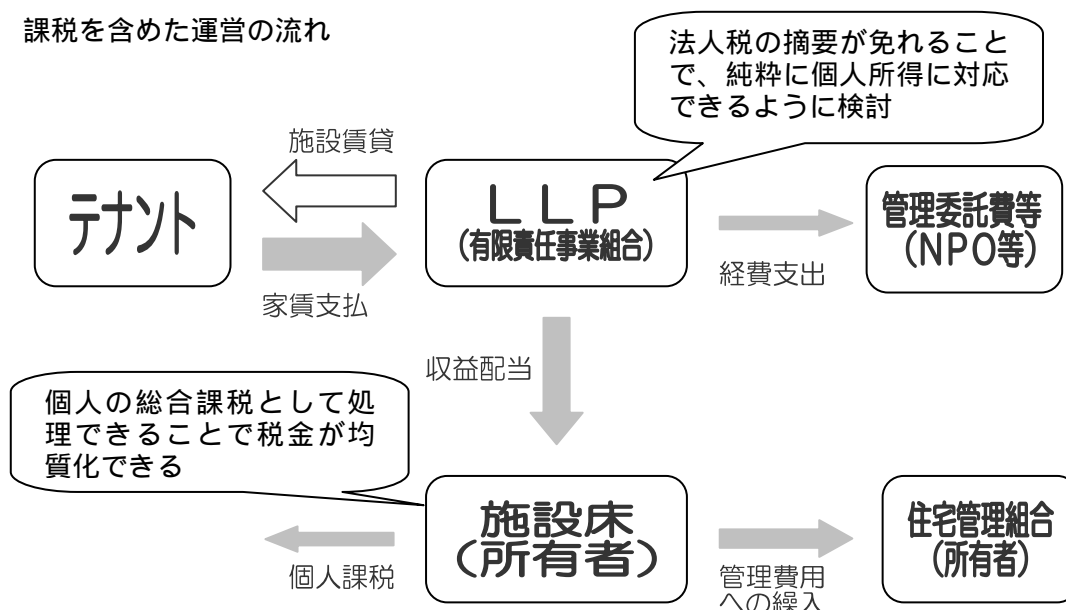 課税を含めた運営の流れ
法人税の摘要が免れること
で、純粋に個人所得に対応
できるように検討
施設賃貸
テナント
家賃支払
ＬＬＰ
（有限責任事業組合）
経費支出
管理委託費等
（ＮＰＯ等）
収益配当
個人の総合課税として処
理できることで税金が均
質化できる
個人課税
施設床
（所有者）
管理費用
への繰入
住宅管理組合
（所有者）